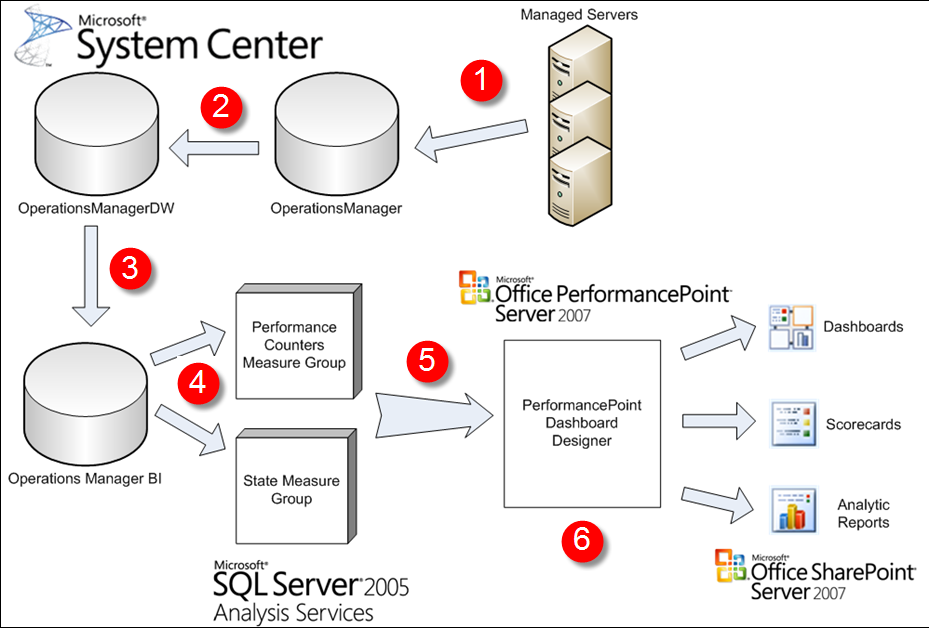 Microsoft®
System Center
™
Managed Servers
1
2
OperationsManagerDW
OperationsManager
3
Microsoft®
Office PerformancePoint®
Server 2007
Performance
Counters
Measure Group
Dashboards
4
5
PerformancePoint
Dashboard
Designer
Scorecards
Operations Manager BI
State Measure
Group
Analytic
Reports
6
Microsoft®
SQL Server® 2005
Analysis Services
Microsoft®
Office SharePoint®
Server 2007